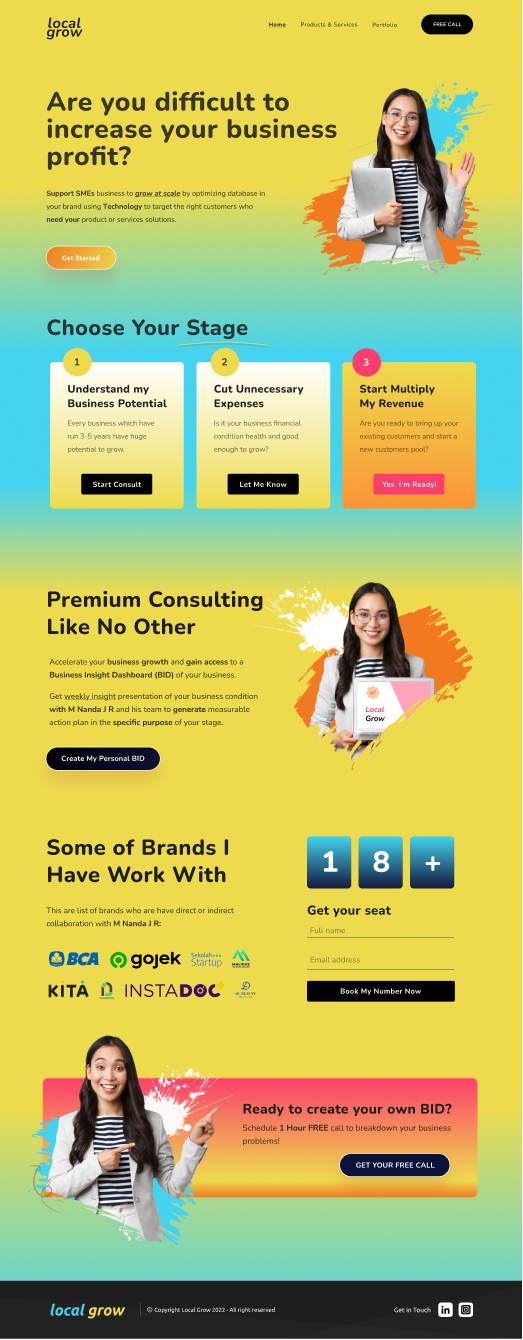 local
grow
Home
Products & Services
Portfolio
FREE CALL
Are you difficult to
increase your business
profit?
Support SMEs business to grow at scale by optimizing database in
your brand using Technology to target the right customers who
need your product or services solutions.
Get Started
Choose Your Stage
1
Understand my
Business Potential
Every business which have
run 3-5 years have huge
potential to grow.
Start Consult
2
Cut Unnecessary
Expenses
Is it your business financial
condition health and good
enough to grow?
Let Me Know
3
Start Multiply
My Revenue
Are you ready to bring up your
existing customers and start a
new customers pool?
Yes. I'm Ready!
Premium Consulting
Like No Other
Accelerate your business growth and gain access to a
Business Insight Dashboard (BID) of your business.
Get weekly insight presentation of your business condition
with M Nanda J R and his team to generate measurable
action plan in the specific purpose of your stage.
Create My Personal BID
Local
Grow
Some of Brands I
Have Work With
This are list of brands who are have direct or indirect
collaboration with M Nanda J R:
BCA
gojek
Sekolah
Startup
KITA
INSTADOC
18+
Get your seat
Full name
Email address
Book My Number Now
Ready to create your own BID?
Schedule 1 Hour FREE call to breakdown your business
problems!
GET YOUR FREE CALL
local grow
© Copyright Local Grow 2022 - All right reserved
Get in Touch
in